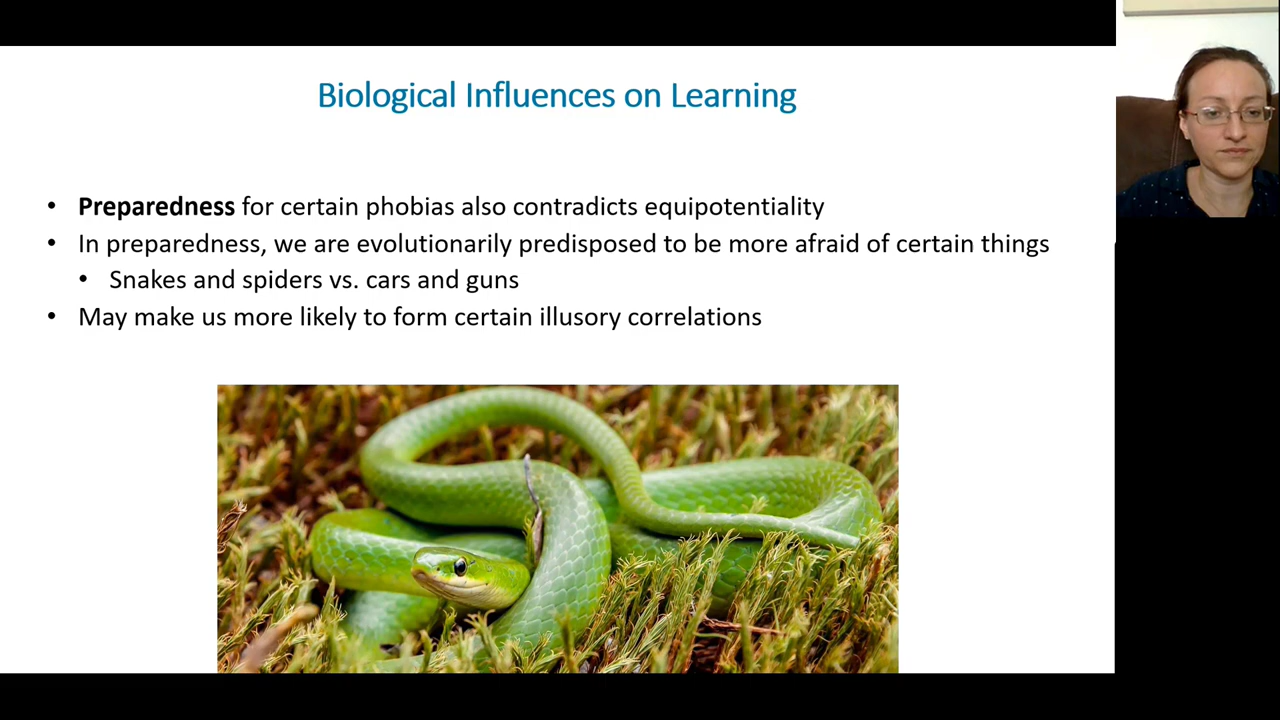 Biological Influences on Learning
• Preparedness for certain phobias also contradicts equipotentiality
• In preparedness, we are evolutionarily predisposed to be more afraid of certain things
• Snakes and spiders vs. cars and guns
• May make us more likely to form certain illusory correlations